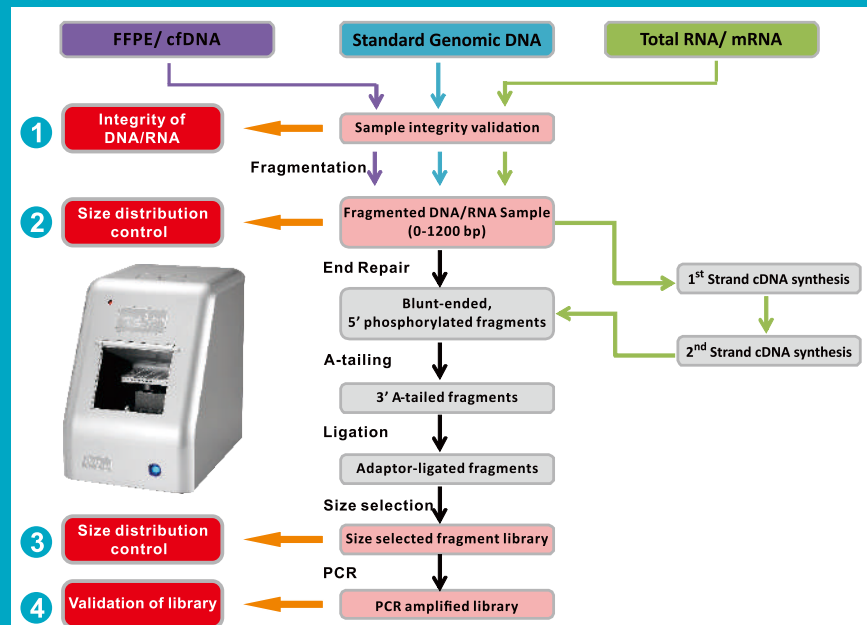 FFPE/ cfDNA
Standard Genomic DNA
Total RNA/ mRNA
1
Integrity of
DNA/RNA
Sample integrity validation
Fragmentation
2
Size distribution
control
Fragmented DNA/RNA Sample
(0-1200 bp)
End Repair
1st Strand cDNA synthesis
Blunt-ended,
5’ phosphorylated fragments
2nd Strand cDNA synthesis
A-tailing
3’ A-tailed fragments
Ligation
Adaptor-ligated fragments
Size selection
3
Size distribution
control
Size selected fragment library
PCR
4
Validation of library
PCR amplified library